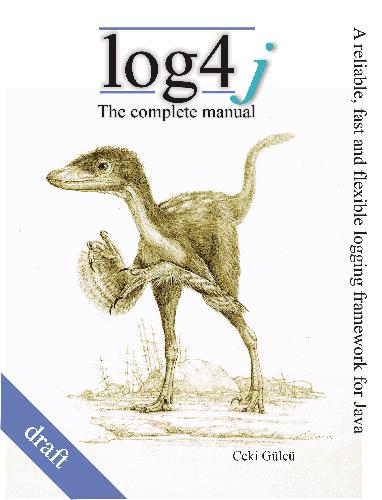 log4j
The complete manual
A reliable, fast and flexible logging framework for Java
draft
Ceki Gülcü